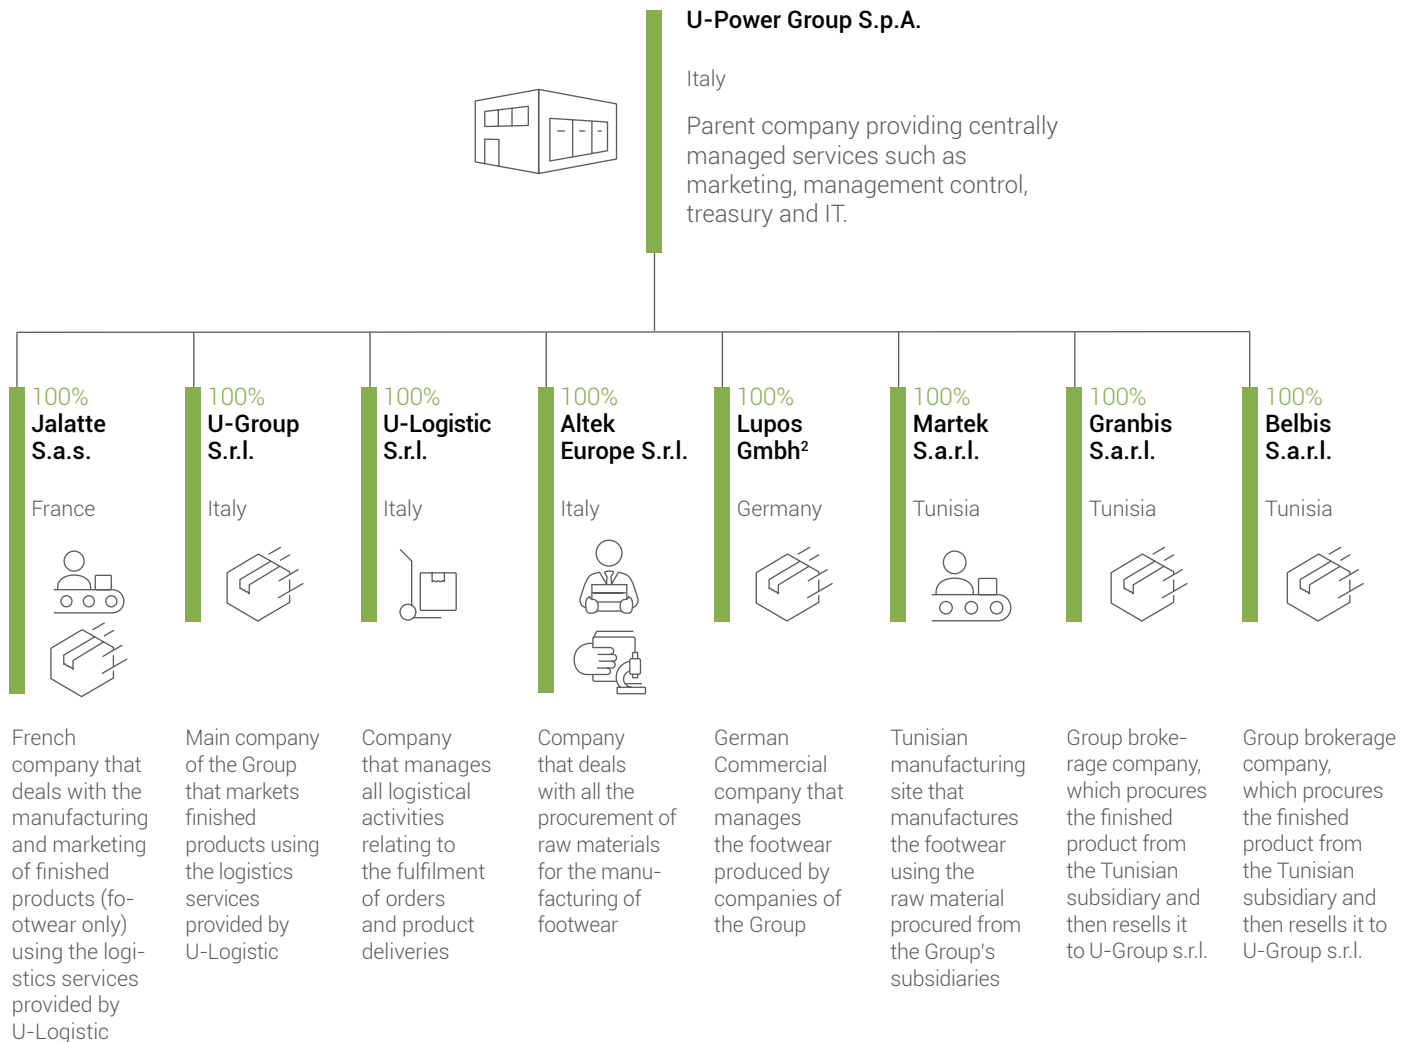 U-Power Group S.p.A.
Italy
Parent company providing centrally
managed services such as
marketing, management control,
treasury and IT.
100%
Jalatte
S.a.s.
France
French
company that
deals with the
manufacturing
and marketing
of finished
products (fo-
otwear only)
using the logi-
stics services
provided by
U-Logistic
100%
U-Group
S.r.l.
Italy
Main company
of the Group
that markets
finished
products using
the logistics
services
provided by
U-Logistic
100%
U-Logistic
S.r.l.
Italy
Company
that manages
all logistical
activities
relating to
the fulfilment
of orders
and product
deliveries
100%
Altek
Europe S.r.l.
Italy
Company
that deals
with all the
procurement of
raw materials
for the manu-
facturing of
footwear
100%
Lupos
Gmbh²
Germany
German
Commercial
company that
manages
the footwear
produced by
companies of
the Group
100%
Martek
S.a.r.l.
Tunisia
Tunisian
manufacturing
site that
manufactures
the footwear
using the
raw material
procured from
the Group's
subsidiaries
100%
Granbis
S.a.r.l.
Tunisia
Group broke-
rage company,
which procures
the finished
product from
the Tunisian
subsidiary and
then resells it
to U-Group s.r.l.
100%
Belbis
S.a.r.l.
Tunisia
Group brokerage
company,
which procures
the finished
product from
the Tunisian
subsidiary and
then resells it to
U-Group s.r.l.